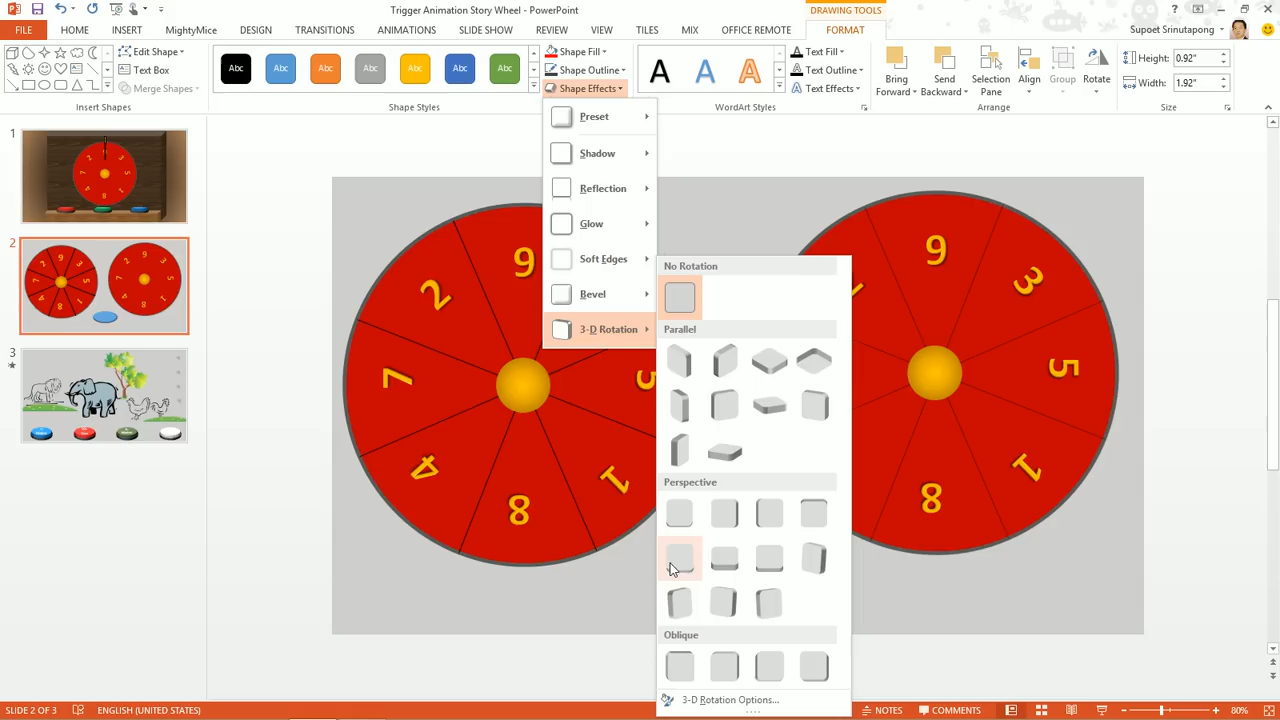 Trigger Animation Story Wheel - PowerPoint
DRAWING TOOLS
FILE HOME INSERT MightyMice DESIGN TRANSITIONS ANIMATIONS SLIDE SHOW REVIEW VIEW TILES MIX OFFICE REMOTE FORMAT Supoet Srinutapong
Edit Shape
Text Box
Merge Shapes
Insert Shapes
Abc Abc Abc Abc Abc Abc Abc
Shape Styles
Shape Fill
Shape Outline
Shape Effects
A A A
WordArt Styles
Text Fill
Text Outline
Text Effects
Bring Forward
Send Backward
Selection Pane
Align
Group
Rotate
Arrange
Height: 0.92"
Width: 1.92"
Size
Preset
Shadow
Reflection
Glow
Soft Edges
Bevel
3-D Rotation
No Rotation
Parallel
Perspective
Oblique
3-D Rotation Options...
1
2
3
9
2
7
4
8
1
5
9
3
5
1
8
SLIDE 2 OF 3 ENGLISH (UNITED STATES) NOTES COMMENTS 80%